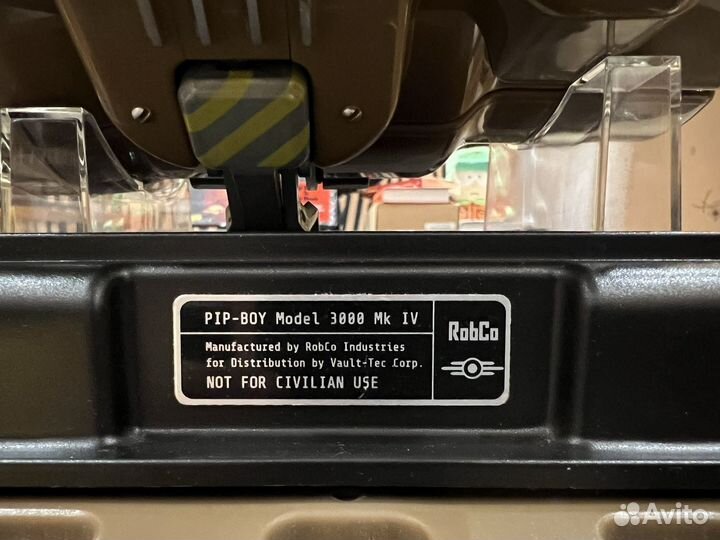 PIP-BOY Model 3000 Mk IV
Manufactured by RobCo Industries
for Distribution by Vault-Tec Corp.
NOT FOR CIVILIAN USE
RobCo
Avito